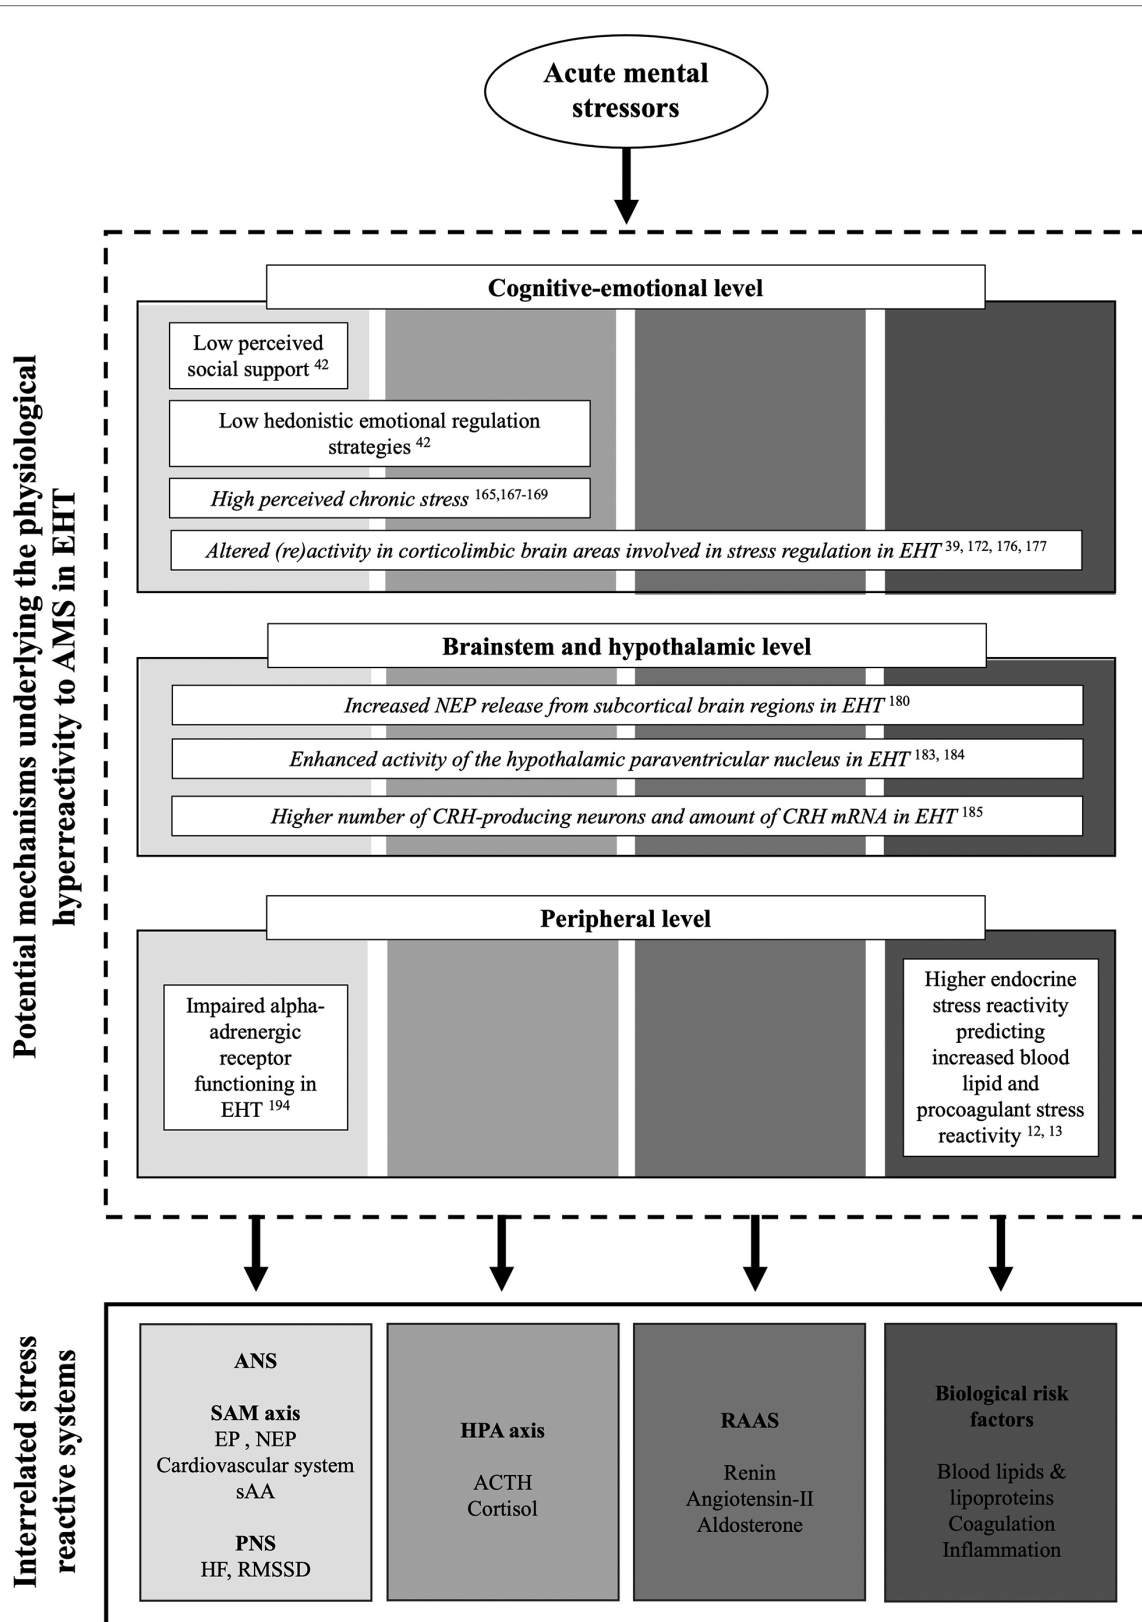 Acute mental
stressors
Potential mechanisms underlying the physiological
hyperreactivity to AMS in EHT
Cognitive-emotional level
Low perceived
social support 42
Low hedonistic emotional regulation
strategies 42
High perceived chronic stress 165,167-169
Altered (re)activity in corticolimbic brain areas involved in stress regulation in EHT 39, 172, 176, 177
Brainstem and hypothalamic level
Increased NEP release from subcortical brain regions in EHT 180
Enhanced activity of the hypothalamic paraventricular nucleus in EHT 183, 184
Higher number of CRH-producing neurons and amount of CRH mRNA in EHT 185
Peripheral level
Impaired alpha-
adrenergic
receptor
functioning in
EHT 194
Higher endocrine
stress reactivity
predicting
increased blood
lipid and
procoagulant stress
reactivity 12, 13
Interrelated stress
reactive systems
ANS
SAM axis
EP , NEP
Cardiovascular system
sAA
PNS
HF, RMSSD
HPA axis
ACTH
Cortisol
RAAS
Renin
Angiotensin-II
Aldosterone
Biological risk
factors
Blood lipids &
lipoproteins
Coagulation
Inflammation